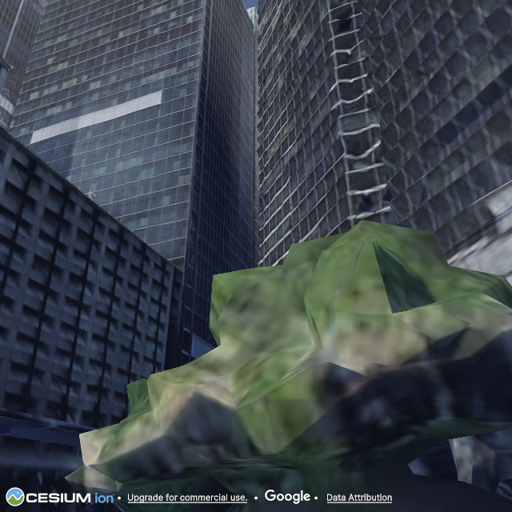 CESIUM ion • Upgrade for commercial use. • Google • Data Attribution